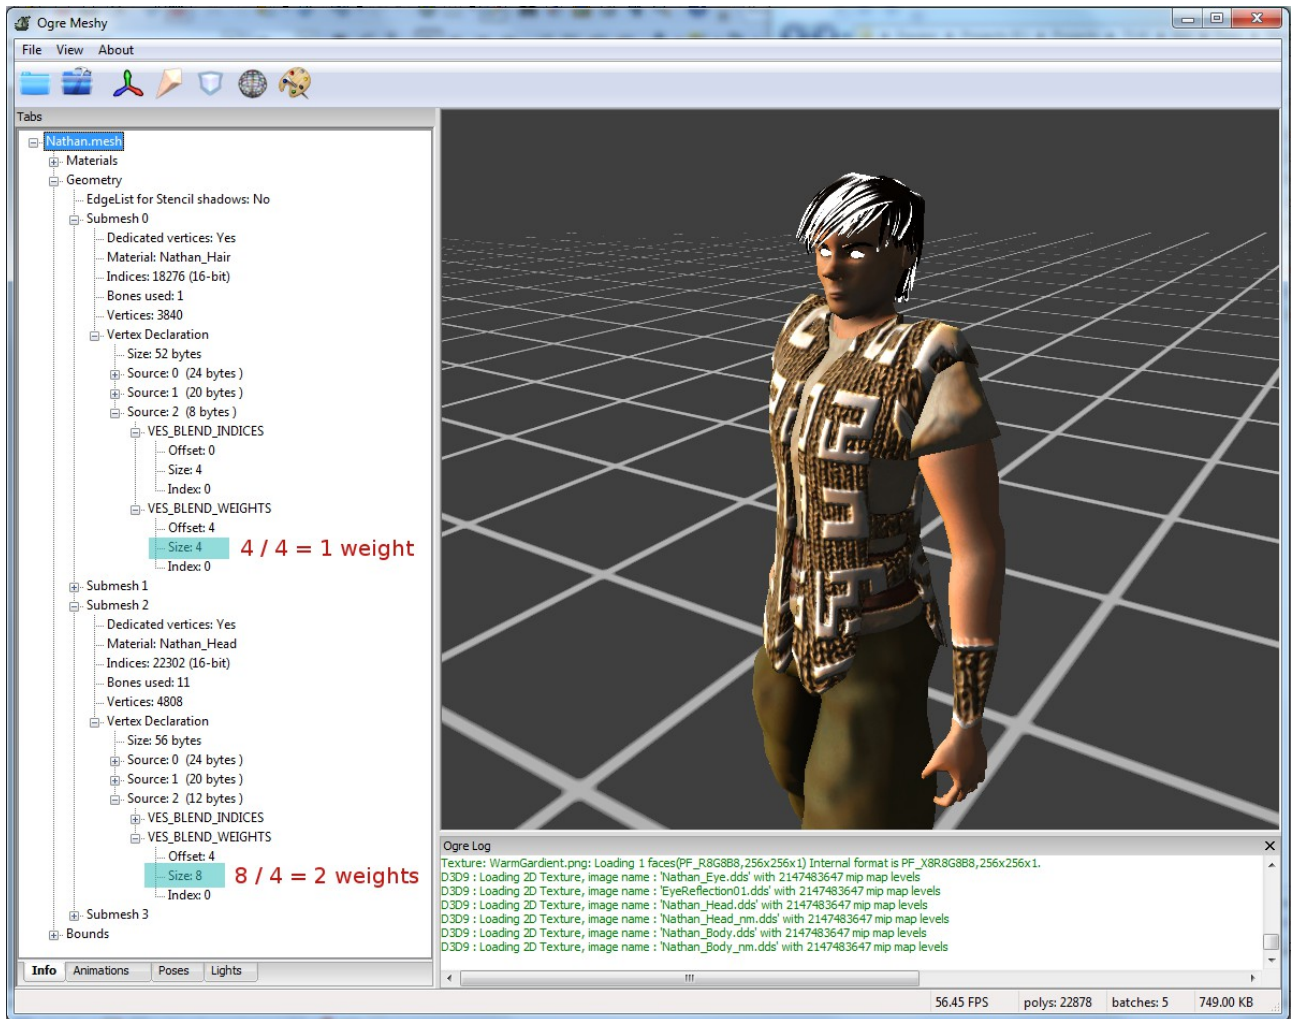 Ogre Meshy
File View About
Tabs
Nathan.mesh
Materials
Geometry
EdgeList for Stencil shadows: No
Submesh 0
Dedicated vertices: Yes
Material: Nathan_Hair
Indices: 18276 (16-bit)
Bones used: 1
Vertices: 3840
Vertex Declaration
Size: 52 bytes
Source: 0 (24 bytes )
Source: 1 (20 bytes )
Source: 2 (8 bytes )
VES_BLEND_INDICES
Offset: 0
Size: 4
Index: 0
VES_BLEND_WEIGHTS
Offset: 4
Size: 4 4 / 4 = 1 weight
Index: 0
Submesh 1
Submesh 2
Dedicated vertices: Yes
Material: Nathan_Head
Indices: 22302 (16-bit)
Bones used: 11
Vertices: 4808
Vertex Declaration
Size: 56 bytes
Source: 0 (24 bytes )
Source: 1 (20 bytes )
Source: 2 (12 bytes )
VES_BLEND_INDICES
VES_BLEND_WEIGHTS
Offset: 4
Size: 8 8 / 4 = 2 weights
Index: 0
Submesh 3
Bounds
Info Animations Poses Lights
Ogre Log
Texture: WarmGardient.png: Loading 1 faces(PF_R8G8B8,256x256x1) Internal format is PF_X8R8G8B8,256x256x1.
D3D9 : Loading 2D Texture, image name : 'Nathan_Eye.dds' with 2147483647 mip map levels
D3D9 : Loading 2D Texture, image name : 'EyeReflection01.dds' with 2147483647 mip map levels
D3D9 : Loading 2D Texture, image name : 'Nathan_Head.dds' with 2147483647 mip map levels
D3D9 : Loading 2D Texture, image name : 'Nathan_Head_nm.dds' with 2147483647 mip map levels
D3D9 : Loading 2D Texture, image name : 'Nathan_Body.dds' with 2147483647 mip map levels
D3D9 : Loading 2D Texture, image name : 'Nathan_Body_nm.dds' with 2147483647 mip map levels
56.45 FPS polys: 22878 batches: 5 749.00 KB